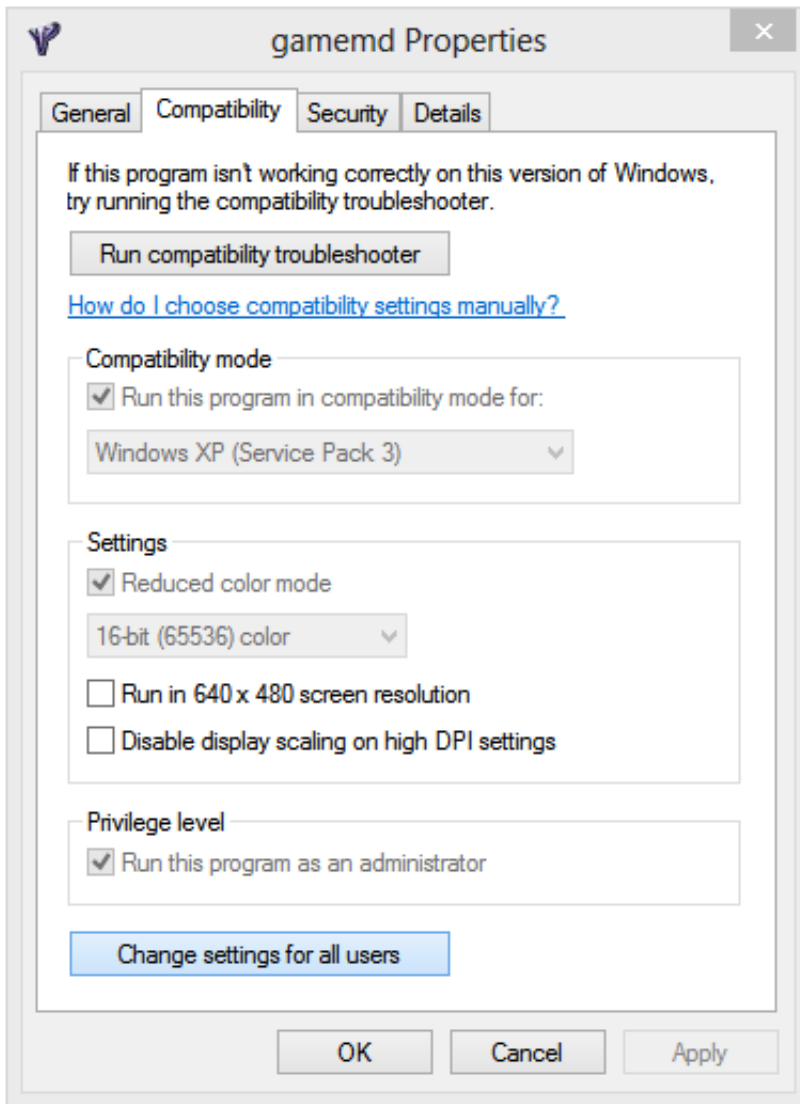 gamemd Properties
General Compatibility Security Details
If this program isn't working correctly on this version of Windows,
try running the compatibility troubleshooter.
Run compatibility troubleshooter
How do I choose compatibility settings manually?
Compatibility mode
Run this program in compatibility mode for:
Windows XP (Service Pack 3)
Settings
Reduced color mode
16-bit (65536) color
Run in 640 x 480 screen resolution
Disable display scaling on high DPI settings
Privilege level
Run this program as an administrator
Change settings for all users
OK Cancel Apply